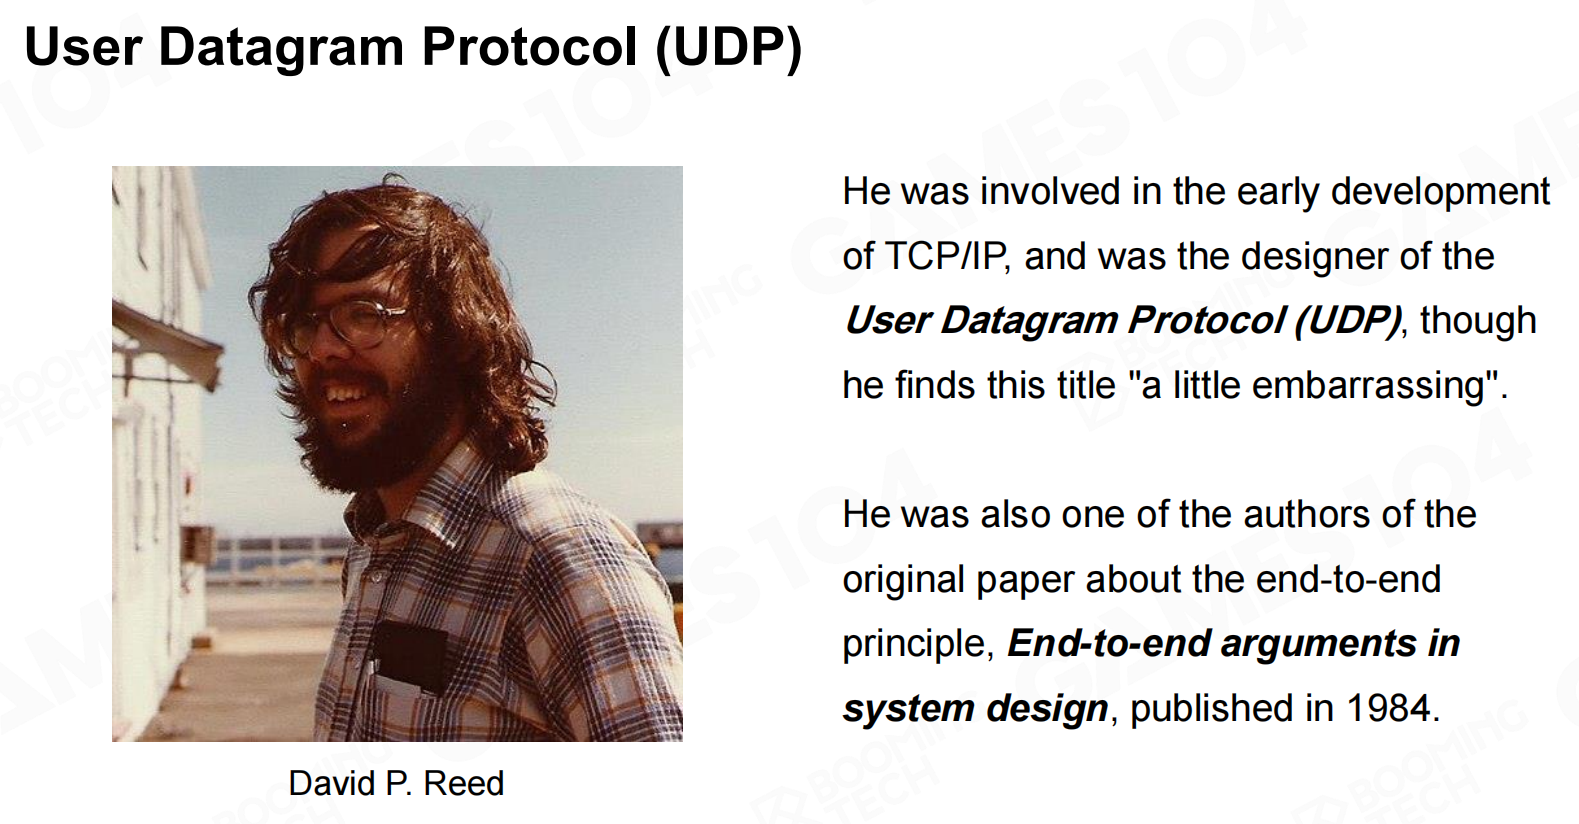 User Datagram Protocol (UDP)
He was involved in the early development
of TCP/IP, and was the designer of the
User Datagram Protocol (UDP), though
he finds this title "a little embarrassing".
He was also one of the authors of the
original paper about the end-to-end
principle, End-to-end arguments in
system design, published in 1984.
David P. Reed
GAMES104
BOOMING
TECH